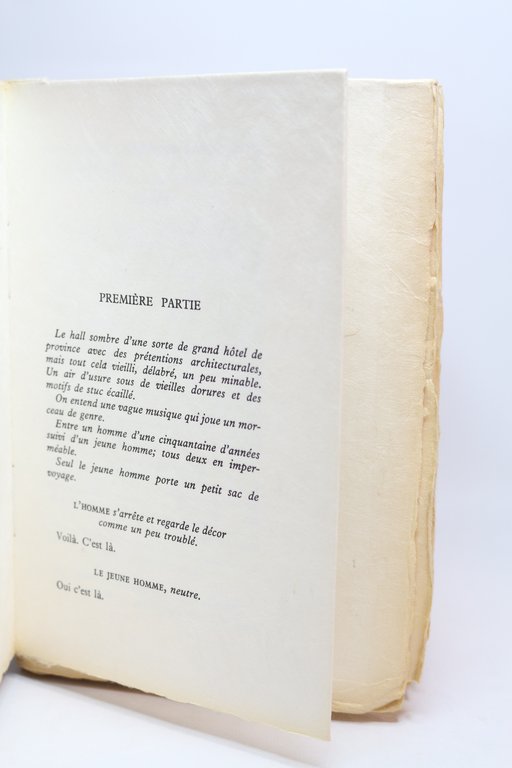 PREMIÈRE PARTIE
Le hall sombre d'une sorte de grand hôtel de
province avec des prétentions architecturales,
mais tout cela vieilli, délabré, un peu minable.
Un air d'usure sous de vieilles dorures et des
motifs de stuc écaillé.
On entend une vague musique qui joue un mor-
ceau de genre.
Entre un homme d'une cinquantaine d'années
suivi d'un jeune homme; tous deux en imper-
méable.
Seul le jeune homme porte un petit sac de
voyage.
L'HOMME s'arrête et regarde le décor
comme un peu troublé.
Voilà. C'est là.
LE JEUNE HOMME, neutre.
Oui c'est là.